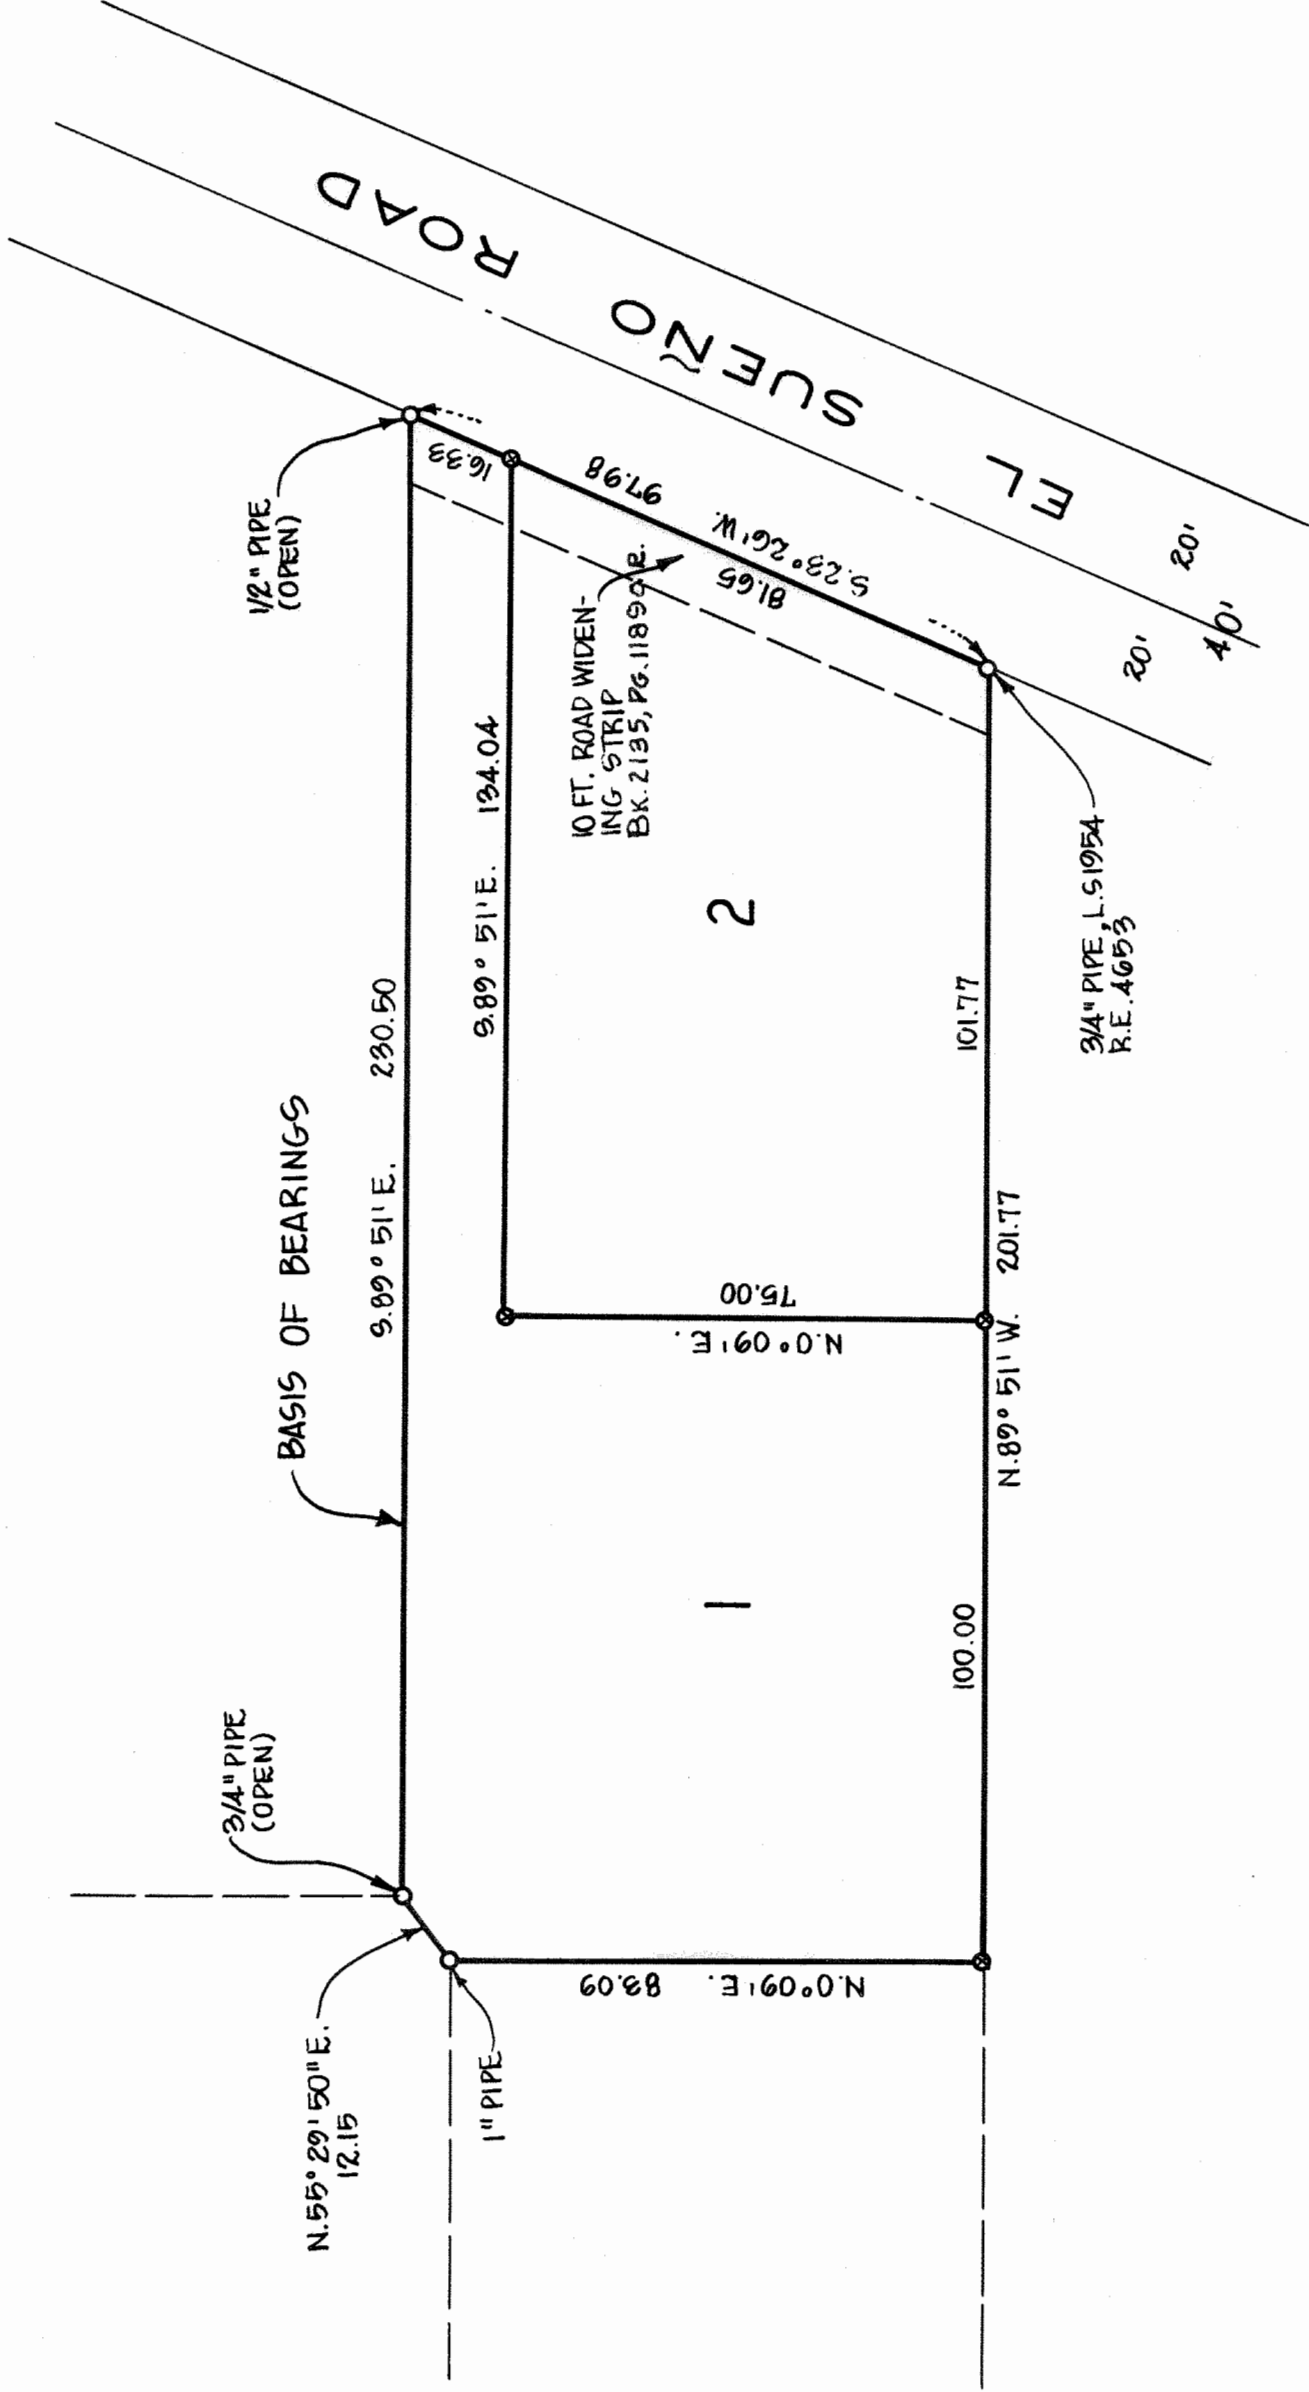 BASIS OF BEARINGS
S.89° 51' E. 230.50
3/4" PIPE
(OPEN)
1/2" PIPE
(OPEN)
N.55° 29' 50" E.
12.15
1" PIPE
N.0° 09' E. 83.09
1
100.00
N.89° 51' W. 201.77
N.0° 09' E.
75.00
S.89° 51' E. 134.04
2
101.77
10 FT. ROAD WIDEN-
ING STRIP
BK. 2135, PG. 1189 O.R.
16.33
97.98
S.23° 26' W.
81.65
3/4" PIPE, L.S 1954
R.E. 4653
EL SUEÑO ROAD
20'
20'
40'